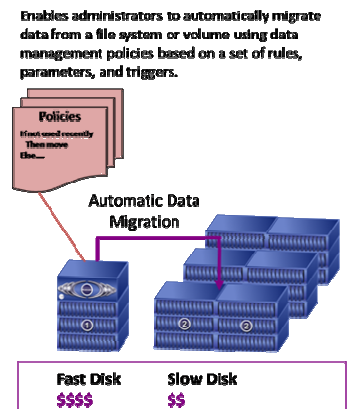 Enables administrators to automatically migrate
data from a file system or volume using data
management policies based on a set of rules,
parameters, and triggers.
Policies
If not used recently
Then move
Else....
Automatic Data
Migration
1
2
2
Fast Disk
Slow Disk
$$$$
$$